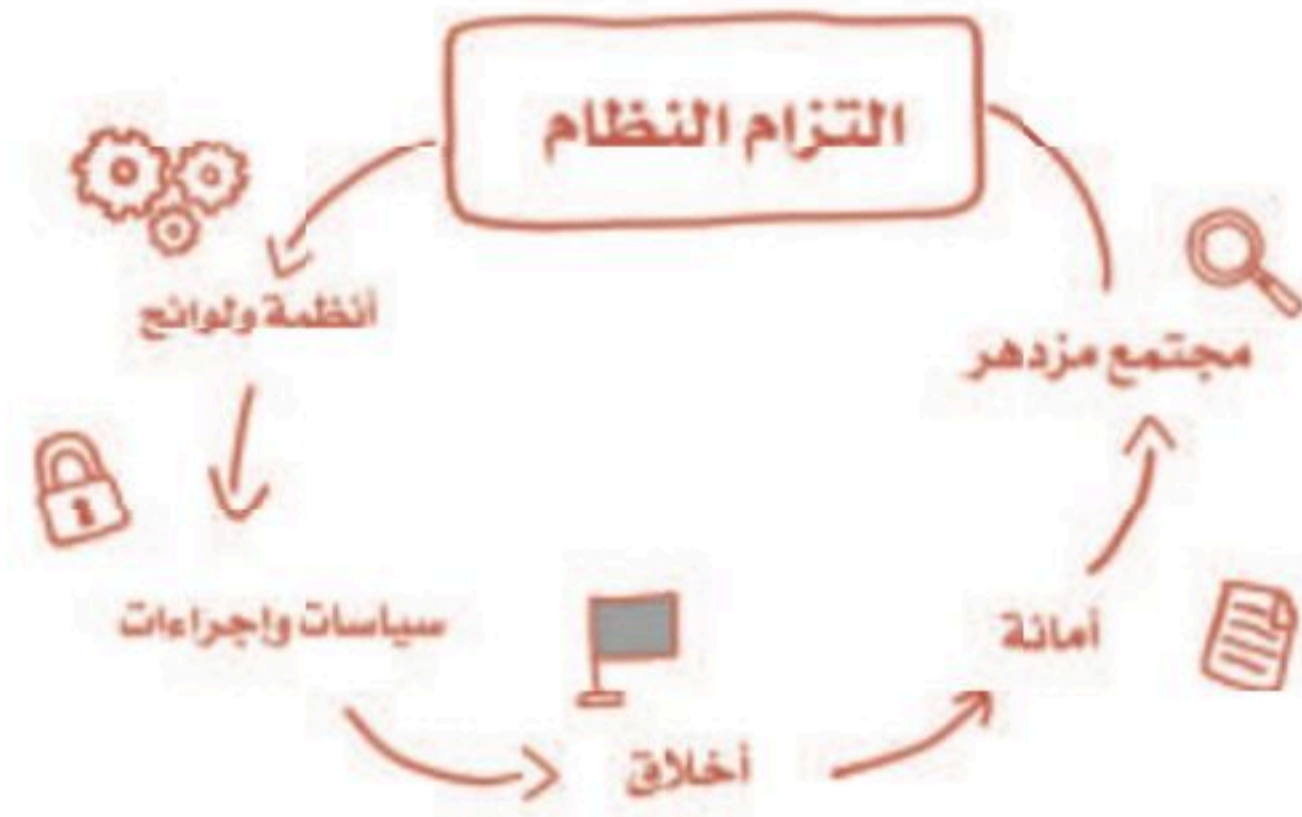 التزام النظام
أنظمة ولوائح
سياسات واجراءات
أخلاق
أمانة
مجتمع مزدهر